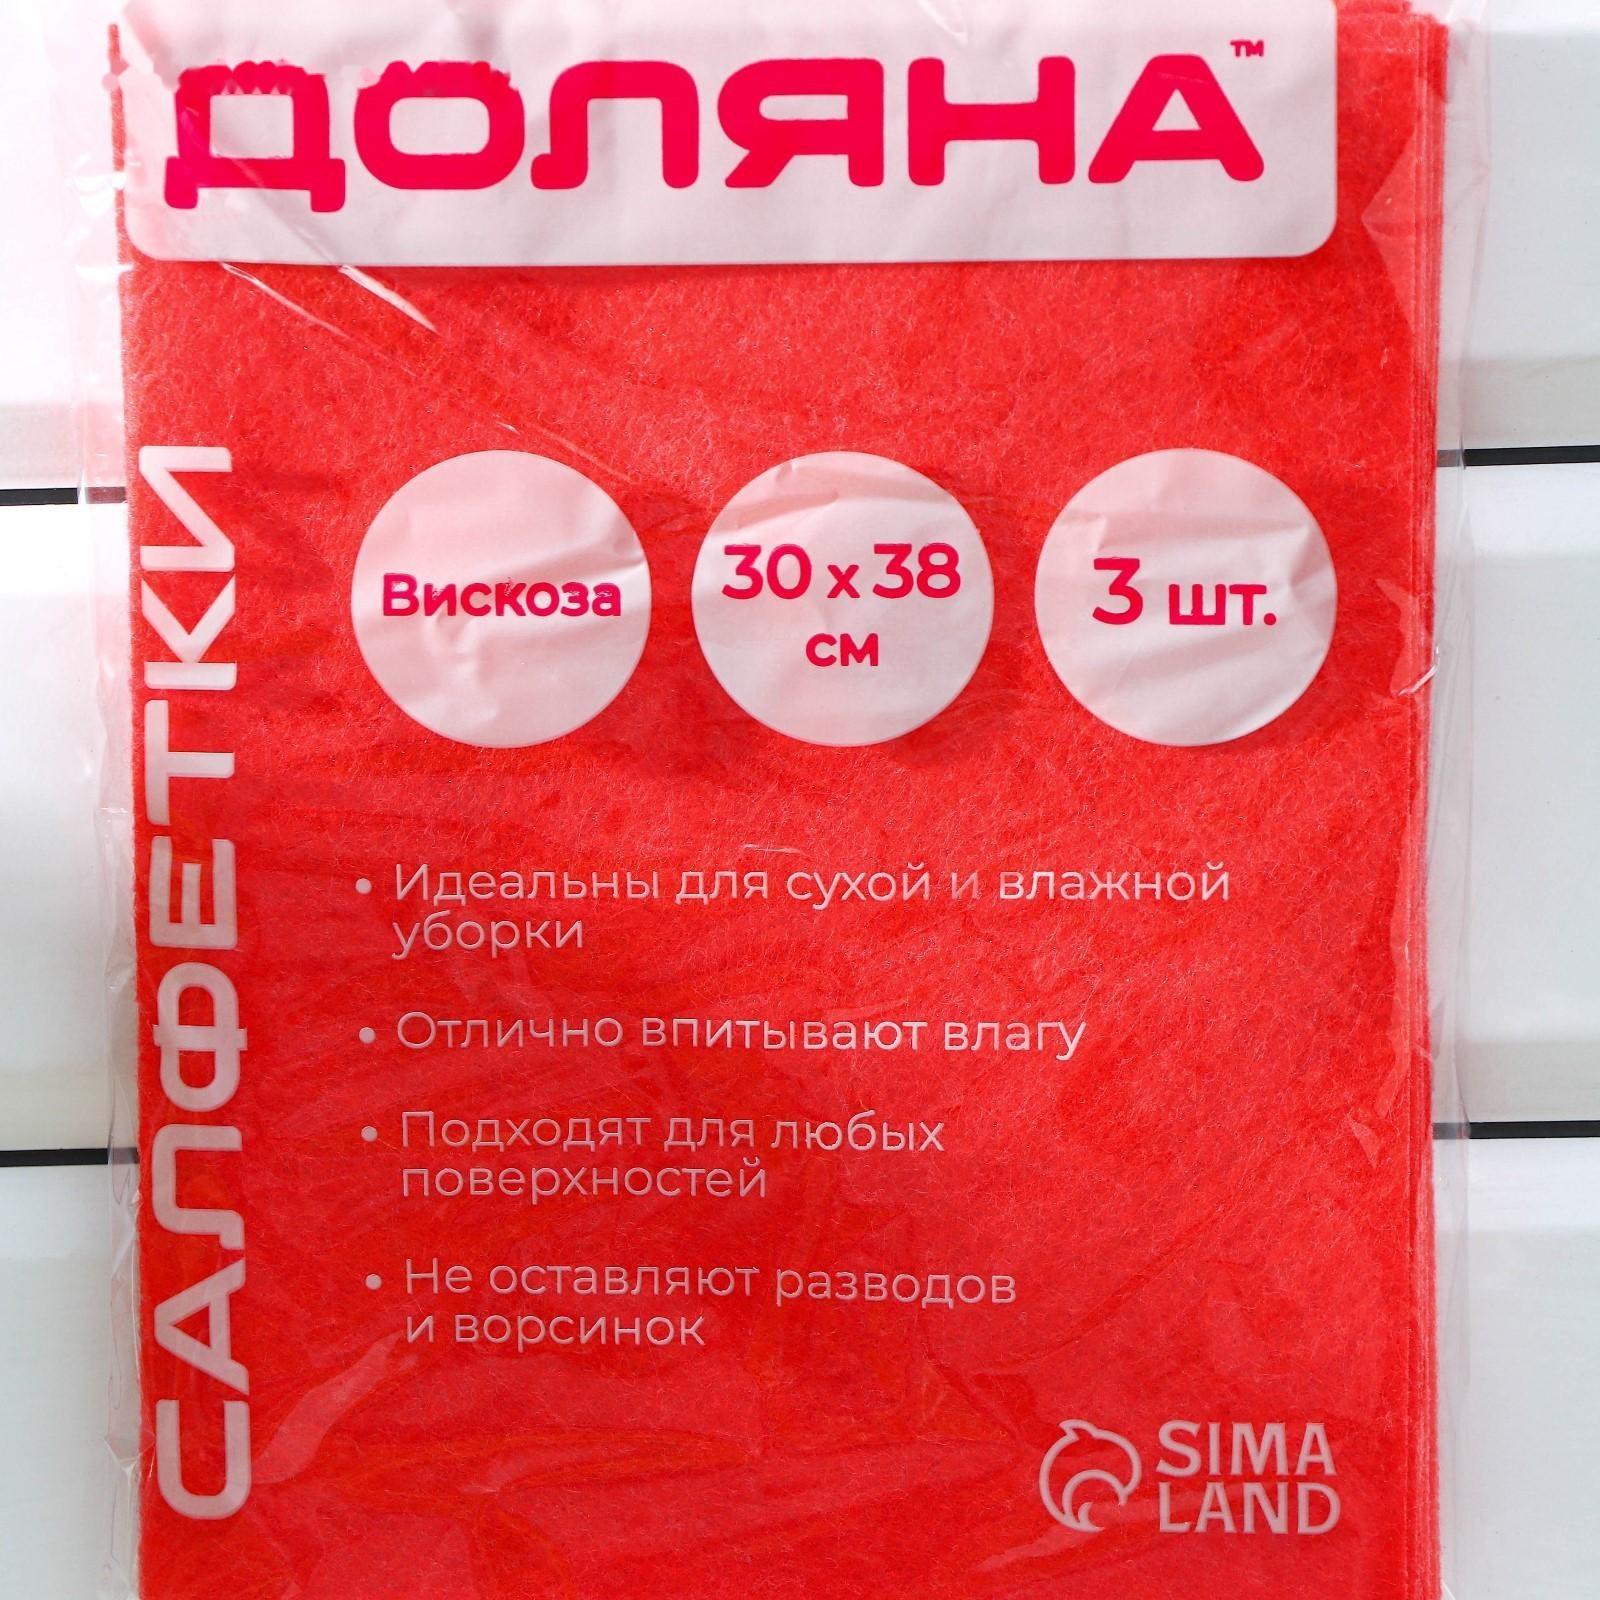 ДОЛЯНА™
САЛФЕТКИ
Вискоза
30 х 38
см
3 шт.
• Идеальны для сухой и влажной
уборки
• Отлично впитывают влагу
• Подходят для любых
поверхностей
• Не оставляют разводов
и ворсинок
SIMA
LAND